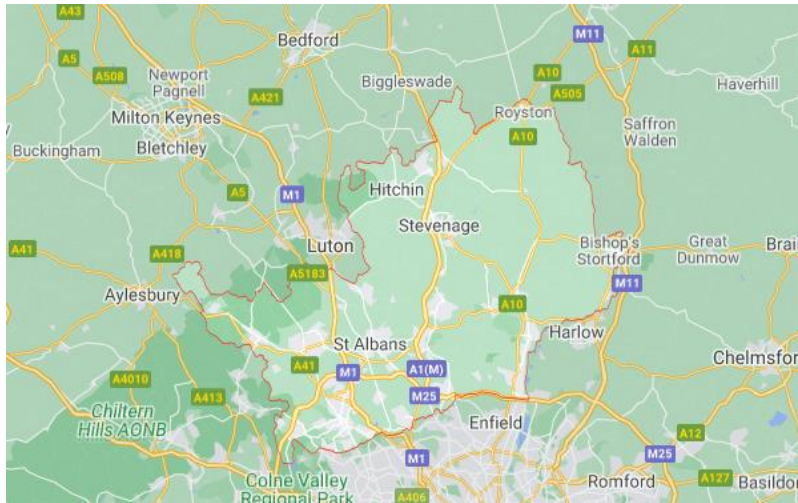 A43
A5
Bedford
M11
A11
A508
Newport
Pagnell
A421
Biggleswade
A10
A505
Haverhill
Milton Keynes
Royston
A10
Saffron
Walden
Buckingham
Bletchley
A5
M1
Hitchin
Stevenage
Luton
Bishop's
Stortford
Great
Dunmow
Brai
A41
A418
A5183
M11
Aylesbury
A10
Harlow
St Albans
Chelmsfor
A41
M1
A1(M)
A4010
A413
M25
Chiltern
Hills AONB
Enfield
A12
M1
M25
Colne Valley
Regional Park
A406
Romford
A127
Basildon